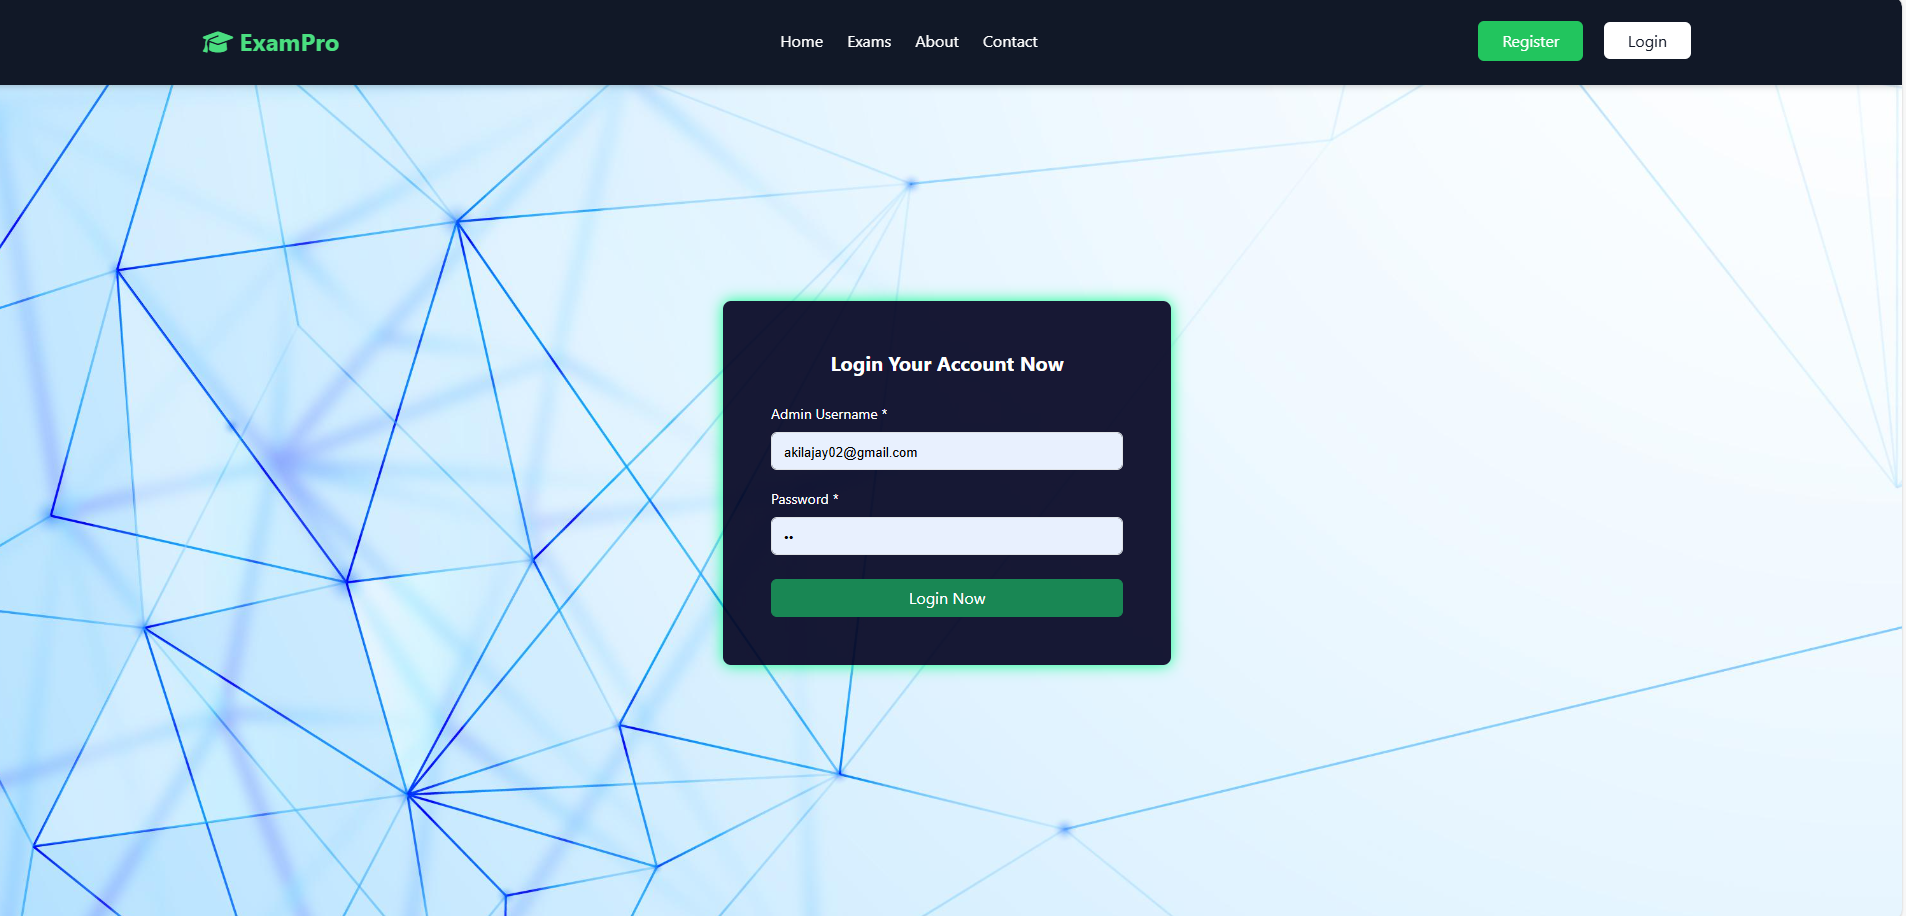 ExamPro
Home Exams About Contact
Register Login
Login Your Account Now
Admin Username *
akilajay02@gmail.com
Password *
••
Login Now